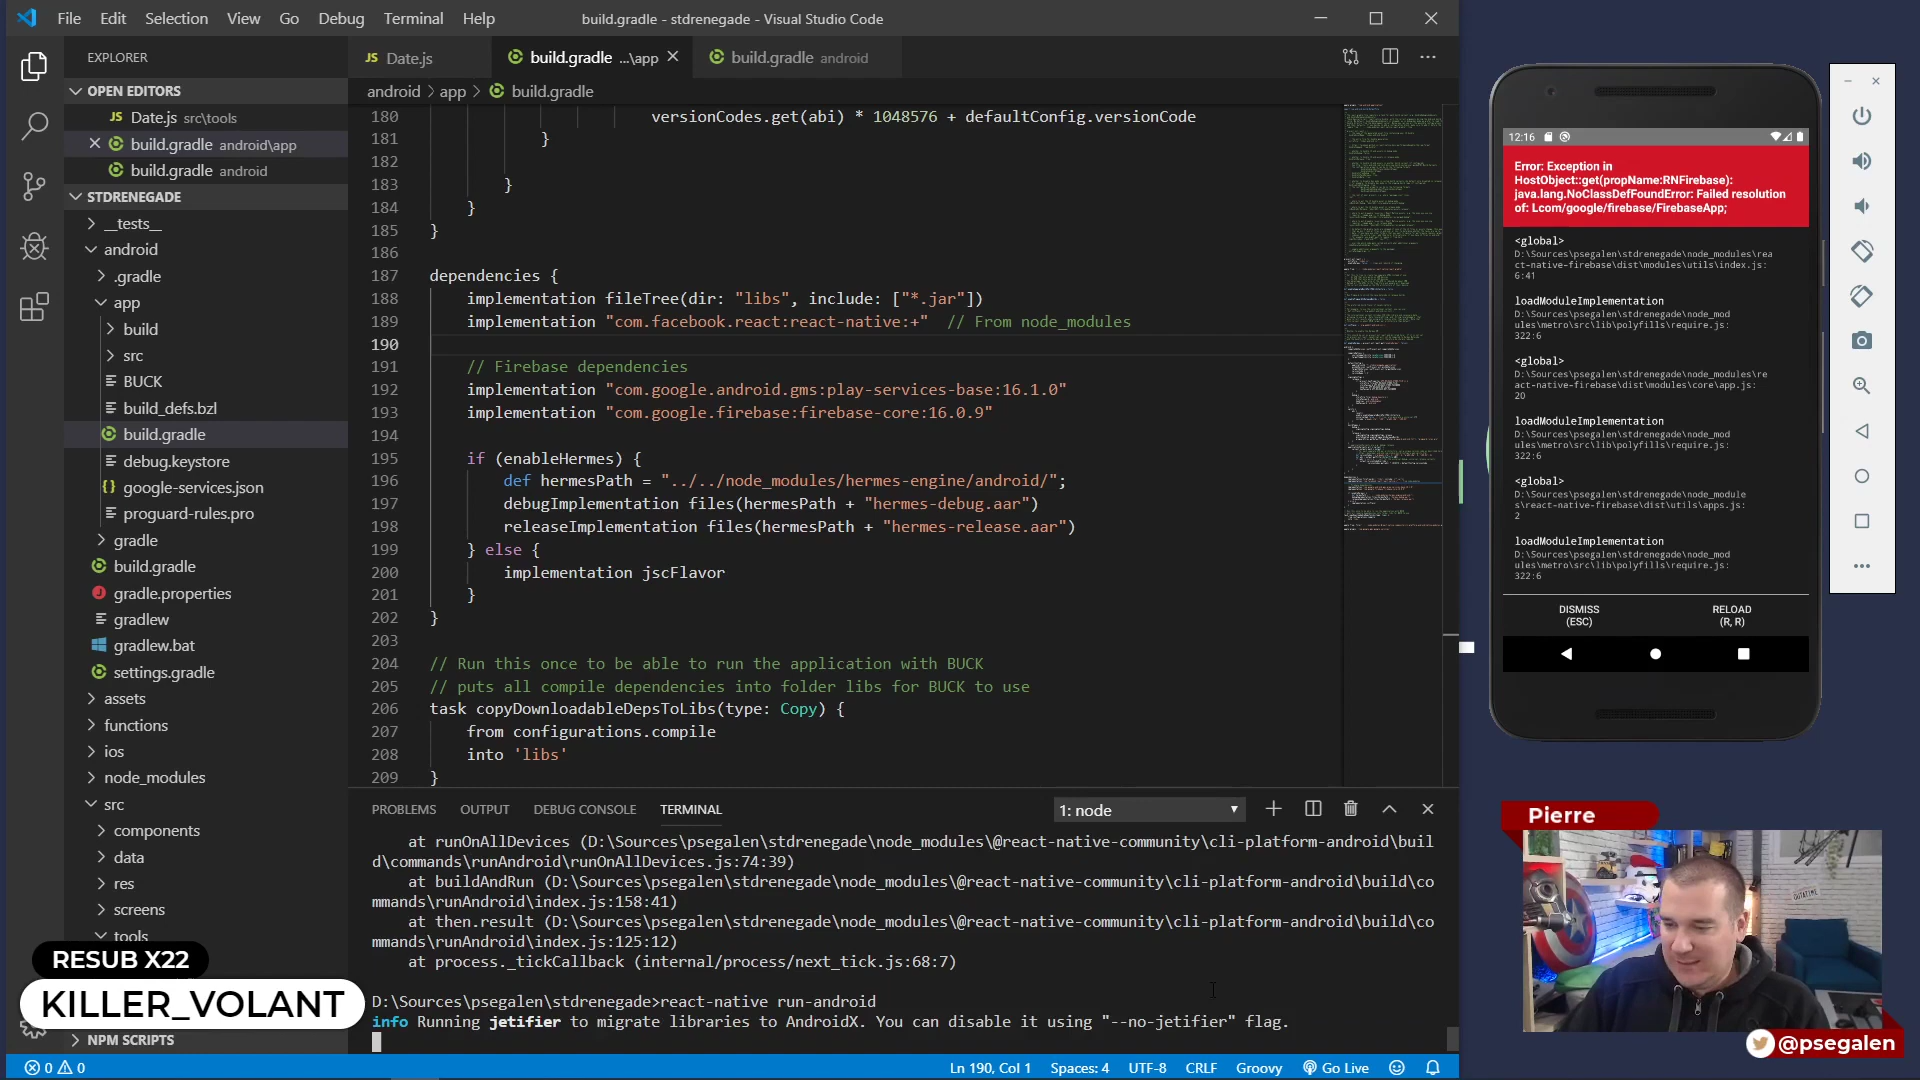 File Edit Selection View Go Debug Terminal Help
build.gradle - stdrenegade - Visual Studio Code
EXPLORER
OPEN EDITORS
JS Date.js src\tools
build.gradle android\app
build.gradle android
STDRENEGADE
__tests__
android
.gradle
app
build
src
BUCK
build_defs.bzl
build.gradle
debug.keystore
google-services.json
proguard-rules.pro
gradle
build.gradle
gradle.properties
gradlew
gradlew.bat
settings.gradle
assets
functions
ios
node_modules
src
components
data
res
screens
tools
NPM SCRIPTS
JS Date.js
build.gradle ...\app
build.gradle android
android > app > build.gradle
180 versionCodes.get(abi) * 1048576 + defaultConfig.versionCode
181 }
182
183 }
184 }
185 }
186
187 dependencies {
188 implementation fileTree(dir: "libs", include: ["*.jar"])
189 implementation "com.facebook.react:react-native:+"  // From node_modules
190
191 // Firebase dependencies
192 implementation "com.google.android.gms:play-services-base:16.1.0"
193 implementation "com.google.firebase:firebase-core:16.0.9"
194
195 if (enableHermes) {
196 def hermesPath = "../../node_modules/hermes-engine/android/";
197 debugImplementation files(hermesPath + "hermes-debug.aar")
198 releaseImplementation files(hermesPath + "hermes-release.aar")
199 } else {
200 implementation jscFlavor
201 }
202 }
203
204 // Run this once to be able to run the application with BUCK
205 // puts all compile dependencies into folder libs for BUCK to use
206 task copyDownloadableDepsToLibs(type: Copy) {
207 from configurations.compile
208 into 'libs'
209 }
PROBLEMS OUTPUT DEBUG CONSOLE TERMINAL
1: node
at runOnAllDevices (D:\Sources\psegalen\stdrenegade\node_modules\@react-native-community\cli-platform-android\buil
d\commands\runAndroid\runOnAllDevices.js:74:39)
at buildAndRun (D:\Sources\psegalen\stdrenegade\node_modules\@react-native-community\cli-platform-android\build\co
mmands\runAndroid\index.js:158:41)
at then.result (D:\Sources\psegalen\stdrenegade\node_modules\@react-native-community\cli-platform-android\build\co
mmands\runAndroid\index.js:125:12)
at process._tickCallback (internal/process/next_tick.js:68:7)
D:\Sources\psegalen\stdrenegade>react-native run-android
info Running jetifier to migrate libraries to AndroidX. You can disable it using "--no-jetifier" flag.
0 0
Ln 190, Col 1 Spaces: 4 UTF-8 CRLF Groovy Go Live
RESUB X22
KILLER_VOLANT
12:16
Error: Exception in
HostObject::get(propName:RNFirebase):
java.lang.NoClassDefFoundError: Failed resolution
of: Lcom/google/firebase/FirebaseApp;
<global>
D:\Sources\psegalen\stdrenegade\node_modules\rea
ct-native-firebase\dist\modules\utils\index.js:
6:41
loadModuleImplementation
D:\Sources\psegalen\stdrenegade\node_mod
ules\metro\src\lib\polyfills\require.js:
322:6
<global>
D:\Sources\psegalen\stdrenegade\node_modules\re
act-native-firebase\dist\modules\core\app.js:
20
loadModuleImplementation
D:\Sources\psegalen\stdrenegade\node_mod
ules\metro\src\lib\polyfills\require.js:
322:6
<global>
D:\Sources\psegalen\stdrenegade\node_module
s\react-native-firebase\dist\utils\apps.js:
2
loadModuleImplementation
D:\Sources\psegalen\stdrenegade\node_mod
ules\metro\src\lib\polyfills\require.js:
322:6
DISMISS
(ESC)
RELOAD
(R, R)
Pierre
OUTATIME
@psegalen